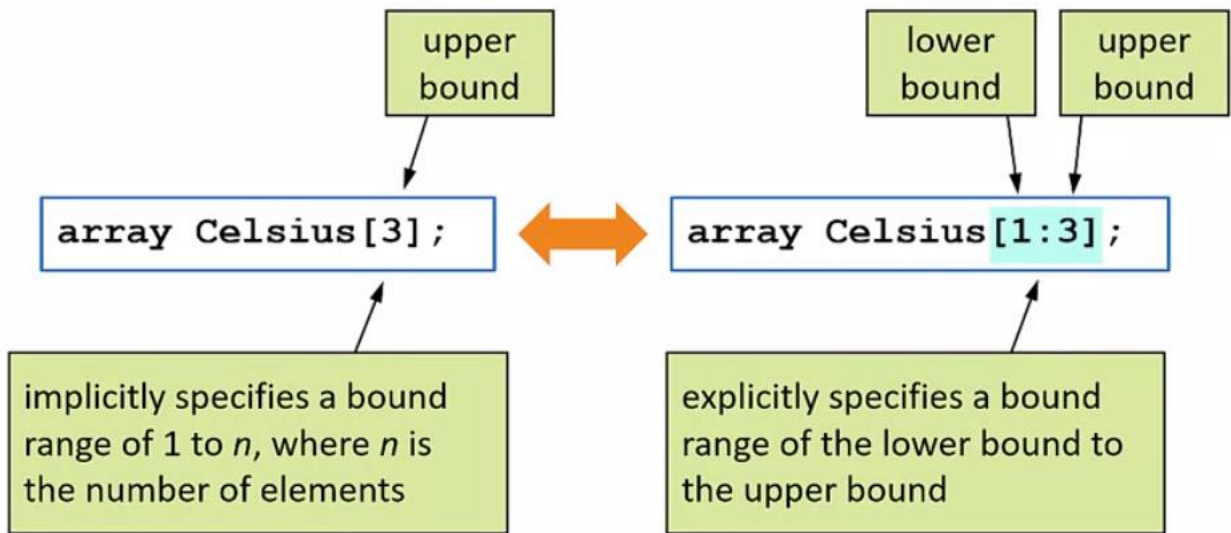 upper
bound
lower
bound
upper
bound
array Celsius[3];
array Celsius[1:3];
implicitly specifies a bound
range of 1 to n, where n is
the number of elements
explicitly specifies a bound
range of the lower bound to
the upper bound